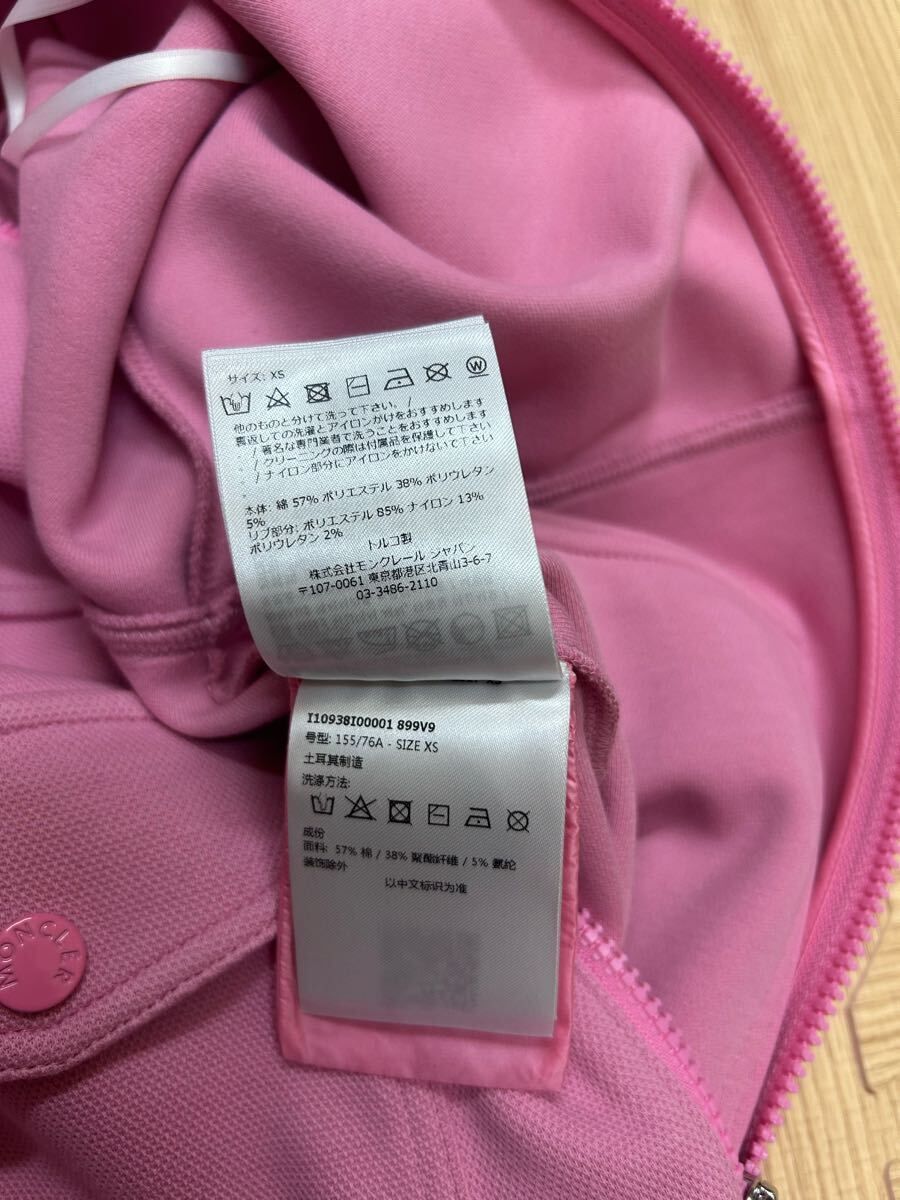 サイズ: XS
W
他のものと分けて洗って下さい。/
裏返しての洗濯とアイロンがけをおすすめします
/ 著名な専門業者で洗うことをおすすめします
/ クリーニングの際は付属品を保護して下さい
/ ナイロン部分にアイロンをかけないで下さい
本体: 綿 57% ポリエステル 38% ポリウレタン
5%
リブ部分: ポリエステル 85% ナイロン 13%
ポリウレタン 2%
トルコ製
株式会社モンクレール ジャパン
〒107-0061 東京都港区北青山3-6-7
03-3486-2110
I10938I00001 899V9
号型: 155/76A - SIZE XS
土耳其制造
洗涤方法:
成份
面料: 57% 棉 / 38% 聚酯纤维 / 5% 氨纶
装饰除外
以中文标识为准
MONCLER